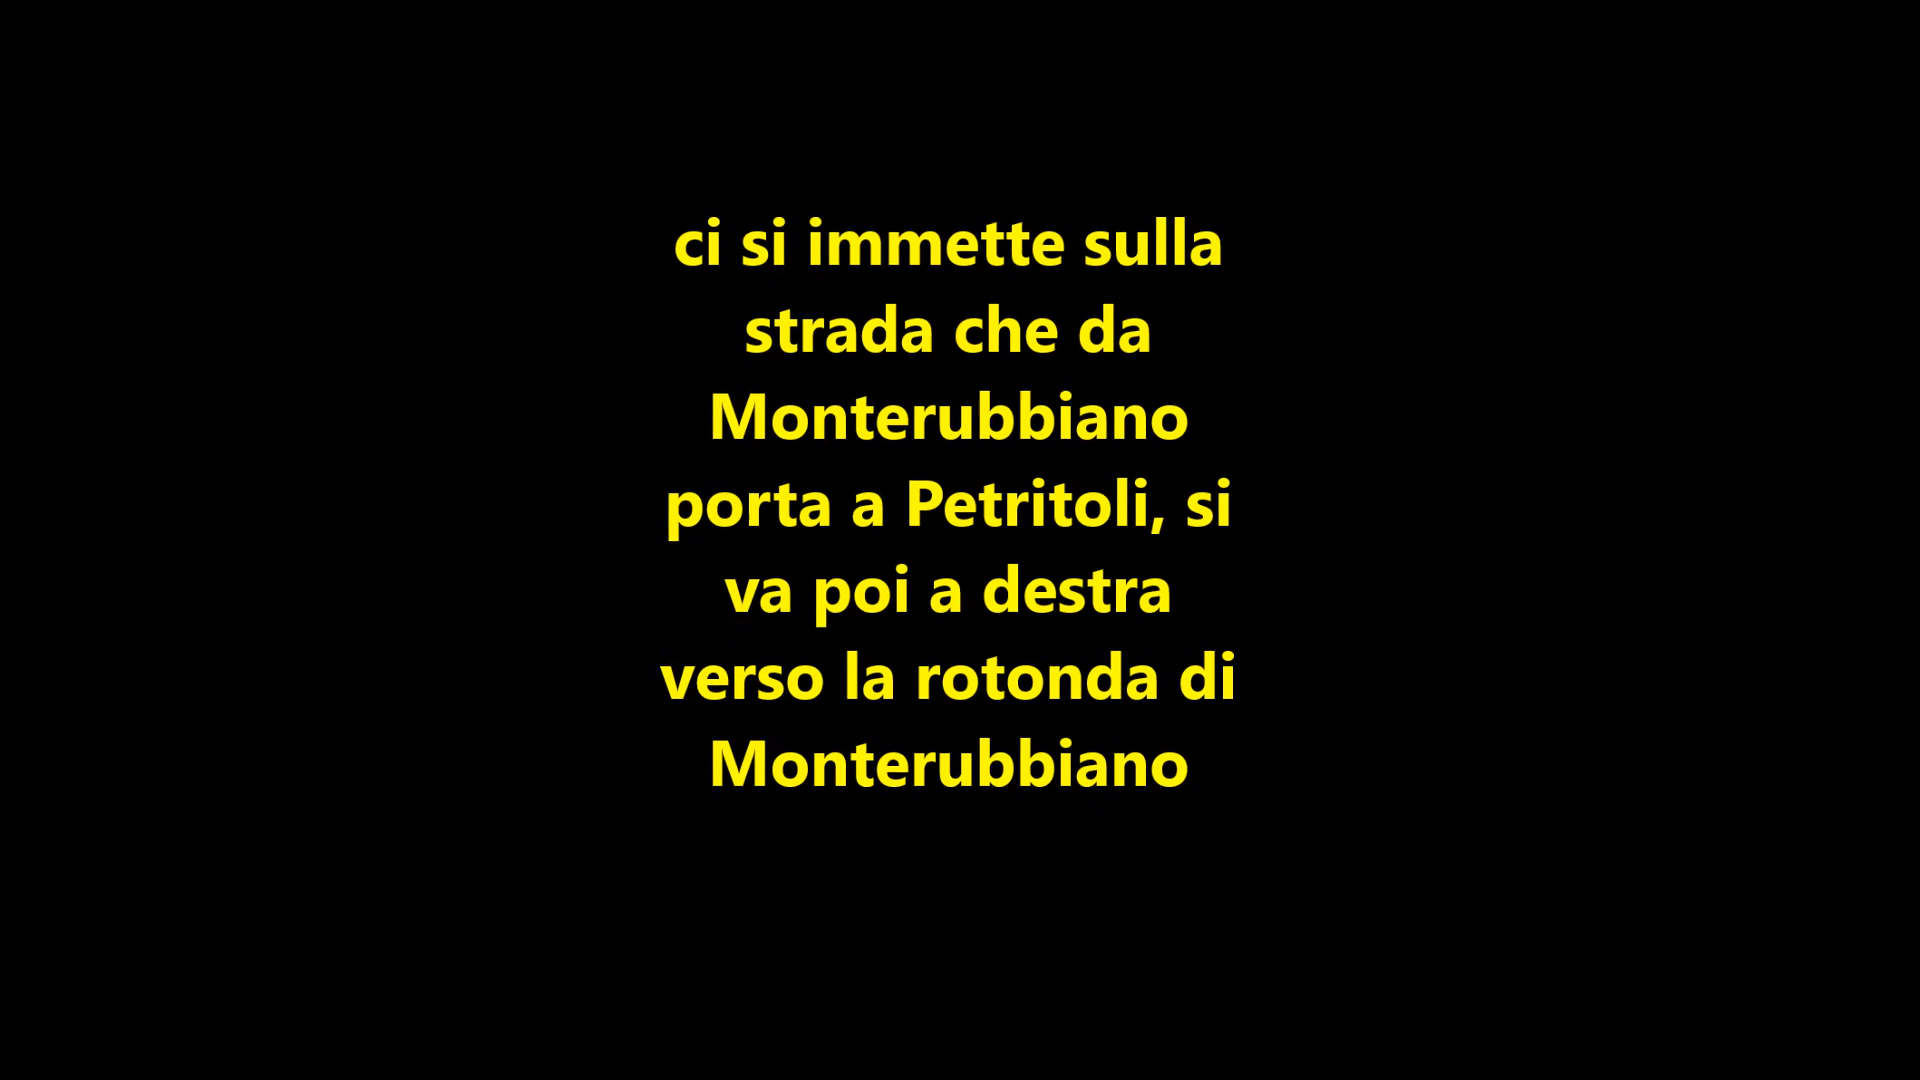 ci si immette sulla
strada che da
Monterubbiano
porta a Petritoli, si
va poi a destra
verso la rotonda di
Monterubbiano